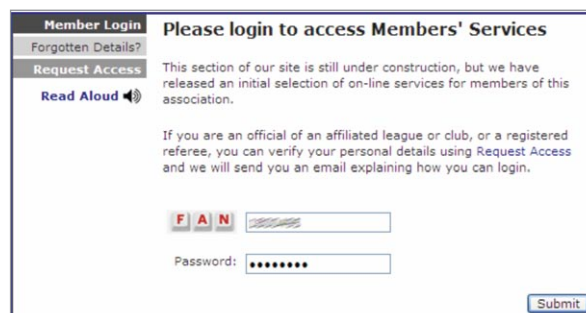 Member Login
Forgotten Details?
Request Access
Read Aloud
Please login to access Members' Services
This section of our site is still under construction, but we have
released an initial selection of on-line services for members of this
association.
If you are an official of an affiliated league or club, or a registered
referee, you can verify your personal details using Request Access
and we will send you an email explaining how you can login.
F A N
Password: ••••••••
Submit